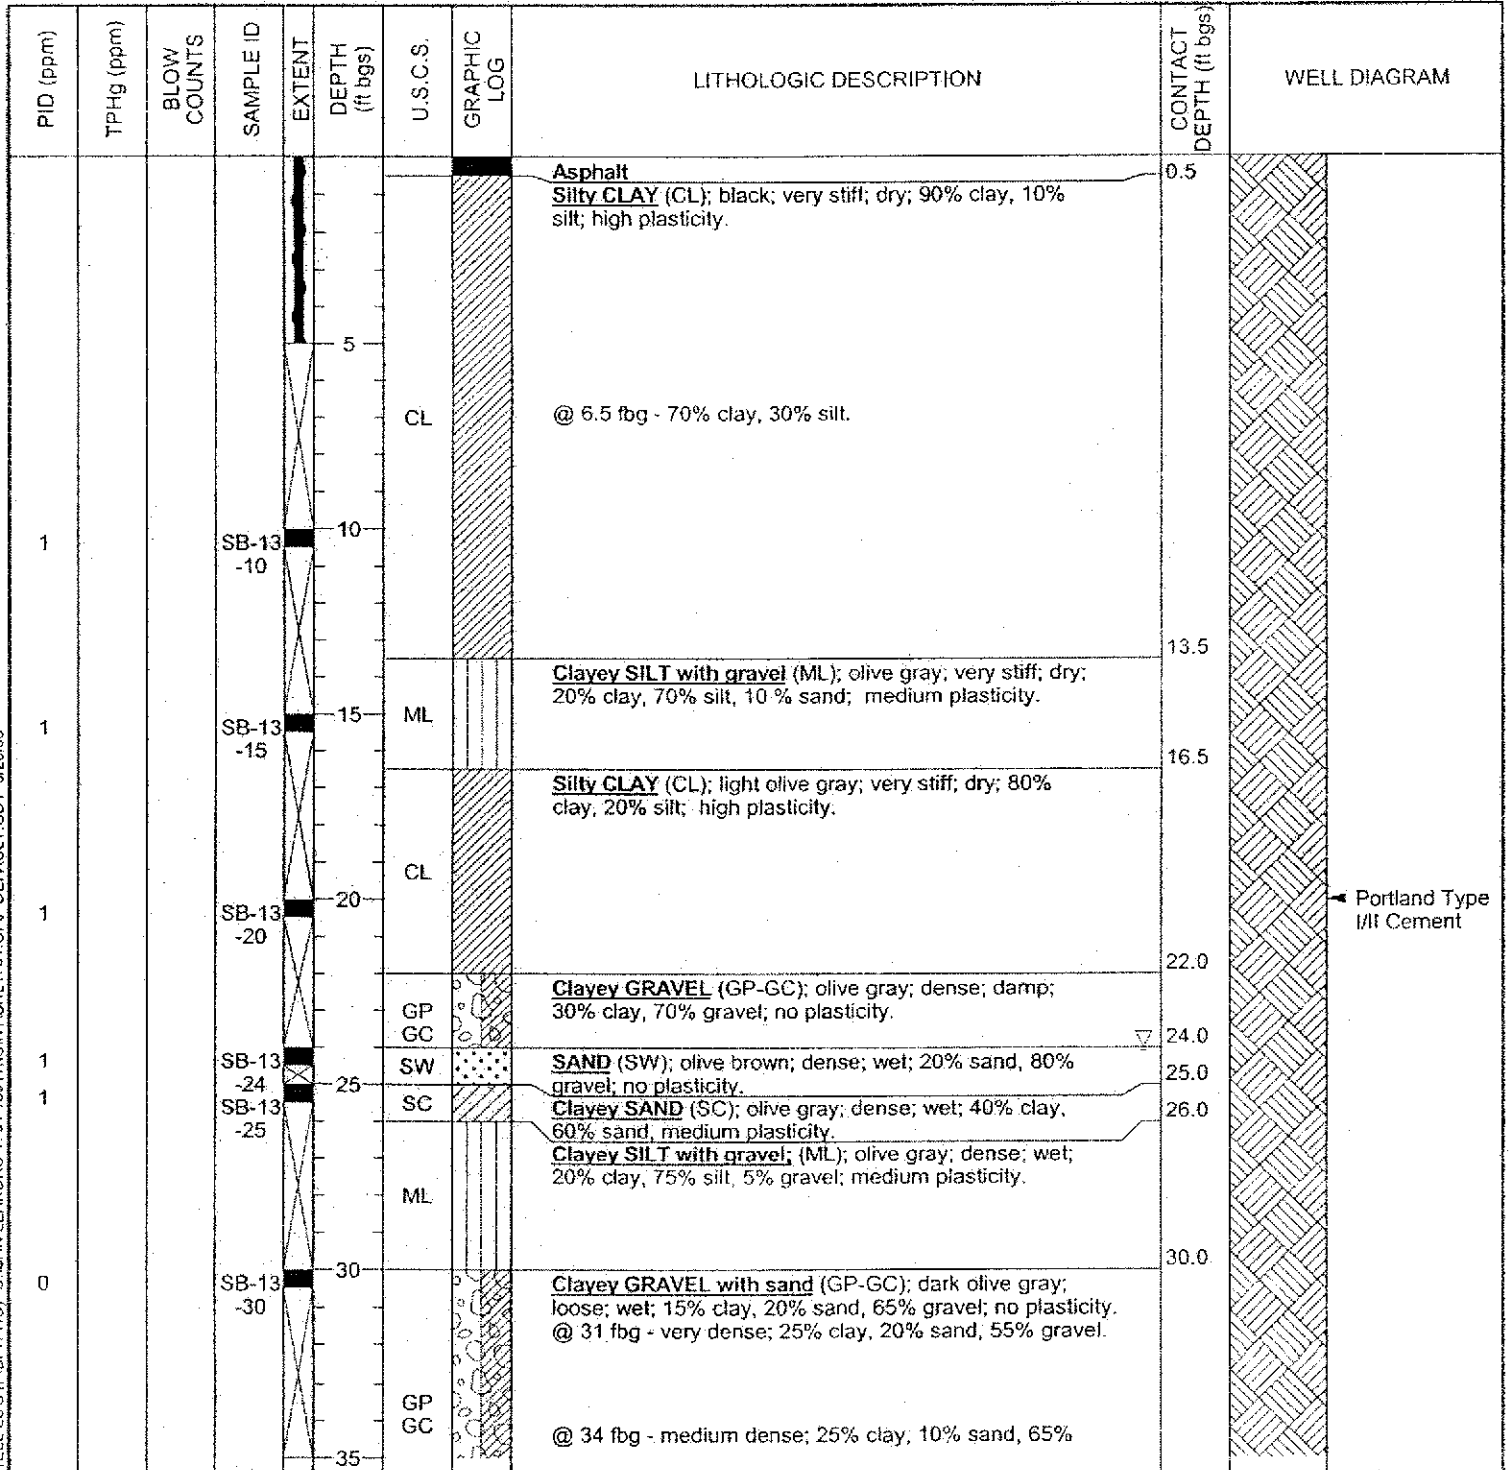 PID (ppm)
TPHg (ppm)
BLOW
COUNTS
SAMPLE ID
EXTENT
DEPTH
(ft bgs)
U.S.C.S.
GRAPHIC
LOG
LITHOLOGIC DESCRIPTION
CONTACT
DEPTH (ft bgs)
WELL DIAGRAM
Asphalt
0.5
Silty CLAY (CL); black; very stiff; dry; 90% clay, 10%
silt; high plasticity.
5
CL
@ 6.5 fbg - 70% clay, 30% silt.
10
1
SB-13
-10
13.5
Clayey SILT with gravel (ML); olive gray; very stiff; dry;
20% clay, 70% silt, 10 % sand; medium plasticity.
15
ML
1
SB-13
-15
16.5
Silty CLAY (CL); light olive gray; very stiff; dry; 80%
clay, 20% silt; high plasticity.
CL
20
1
SB-13
-20
Portland Type
I/II Cement
22.0
Clayey GRAVEL (GP-GC); olive gray; dense; damp;
30% clay, 70% gravel; no plasticity.
GP
GC
24.0
1
SB-13
-24
SW
SAND (SW); olive brown; dense; wet; 20% sand, 80%
gravel; no plasticity.
25.0
25
1
SB-13
-25
SC
Clayey SAND (SC); olive gray; dense; wet; 40% clay,
60% sand, medium plasticity.
26.0
Clayey SILT with gravel; (ML); olive gray; dense; wet;
20% clay, 75% silt, 5% gravel; medium plasticity.
ML
30.0
30
0
SB-13
-30
Clayey GRAVEL with sand (GP-GC); dark olive gray;
loose; wet; 15% clay, 20% sand, 65% gravel; no plasticity.
@ 31 fbg - very dense; 25% clay, 20% sand, 55% gravel.
GP
GC
@ 34 fbg - medium dense; 25% clay, 10% sand, 65%
35